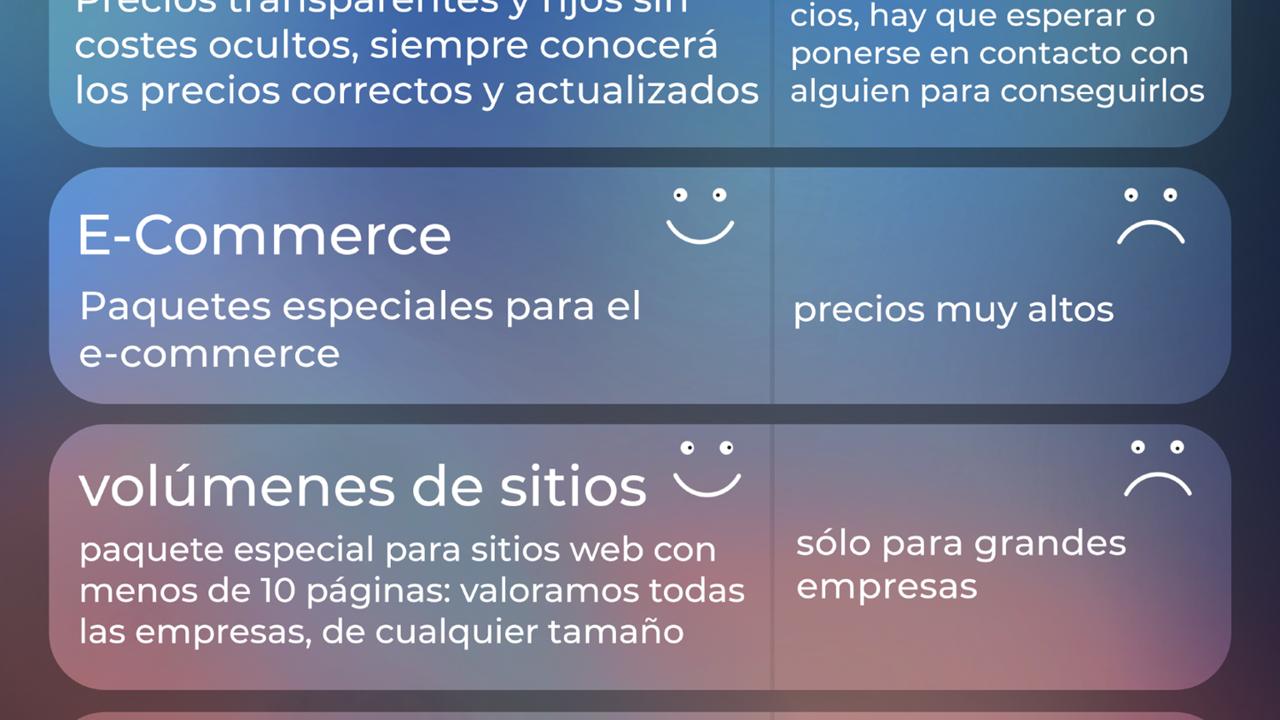 Precios transparentes y fijos sin
costes ocultos, siempre conocerá
los precios correctos y actualizados
cios, hay que esperar o
ponerse en contacto con
alguien para conseguirlos
E-Commerce
Paquetes especiales para el
e-commerce
precios muy altos
volúmenes de sitios
paquete especial para sitios web con
menos de 10 páginas: valoramos todas
las empresas, de cualquier tamaño
sólo para grandes
empresas